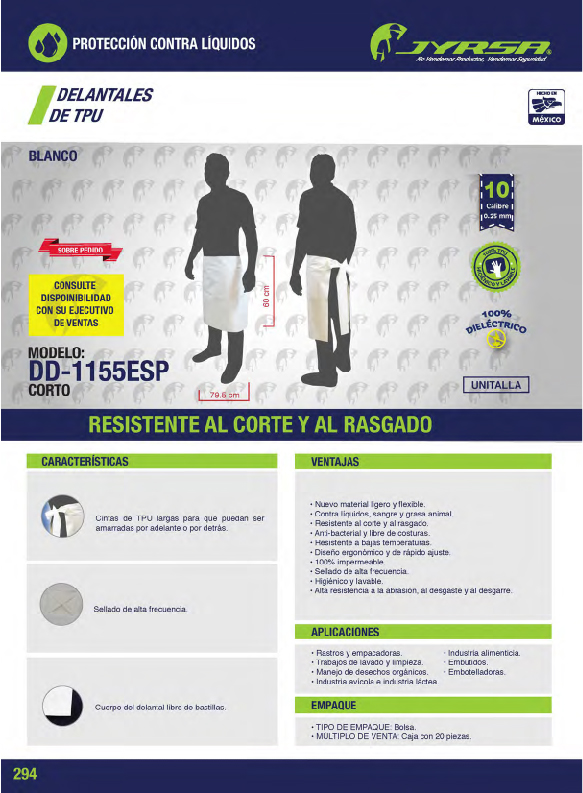 PROTECCIÓN CONTRA LÍQUIDOS
JYRSA®
No Vendemos Productos, Vendemos Seguridad
DELANTALES
DE TPU
HECHO EN
MÉXICO
BLANCO
10
Calibre
0.25 mm
SOBRE PEDIDO
100% TPU
HIGIÉNICO Y LAVABLE
CONSULTE
DISPOINIBILIDAD
CON SU EJECUTIVO
DE VENTAS
60 cm
100%
DIELÉCTRICO
MODELO:
DD-1155ESP
CORTO
79.5 cm
UNITALLA
RESISTENTE AL CORTE Y AL RASGADO
CARACTERÍSTICAS
Cintas de TPU largas para que puedan ser
amarradas por adelante o por detrás.
Sellado de alta frecuencia.
Cuerpo del delantal libre de bastillas.
VENTAJAS
• Nuevo material ligero y flexible.
• Contra líquidos, sangre y grasa animal.
• Resistente al corte y al rasgado.
• Anti-bacterial y libre de costuras.
• Resistente a bajas temperaturas.
• Diseño ergonómico y de rápido ajuste.
• 100% impermeable.
• Sellado de alta frecuencia.
• Higiénico y lavable.
• Alta resistencia a la abrasión, al desgaste y al desgarre.
APLICACIONES
• Rastros y empacadoras.
• Trabajos de lavado y limpieza.
• Manejo de desechos orgánicos.
• Industria avícola e industria láctea.
• Industria alimenticia.
• Embutidos.
• Embotelladoras.
EMPAQUE
• TIPO DE EMPAQUE: Bolsa.
• MÚLTIPLO DE VENTA: Caja con 20 piezas.
294